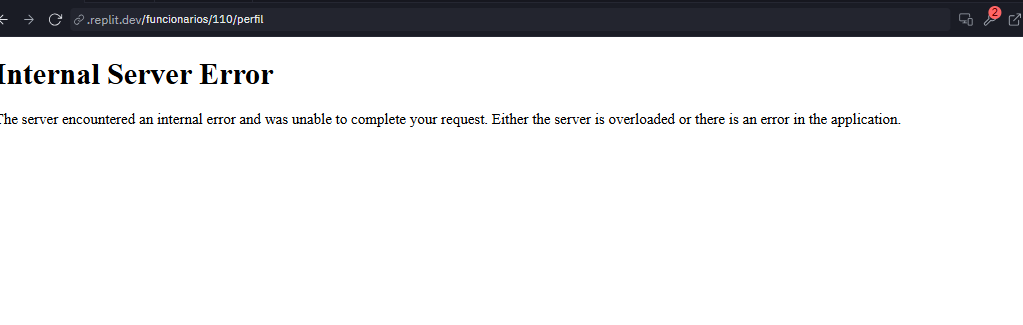 .replit.dev/funcionarios/110/perfil
2
Internal Server Error
The server encountered an internal error and was unable to complete your request. Either the server is overloaded or there is an error in the application.